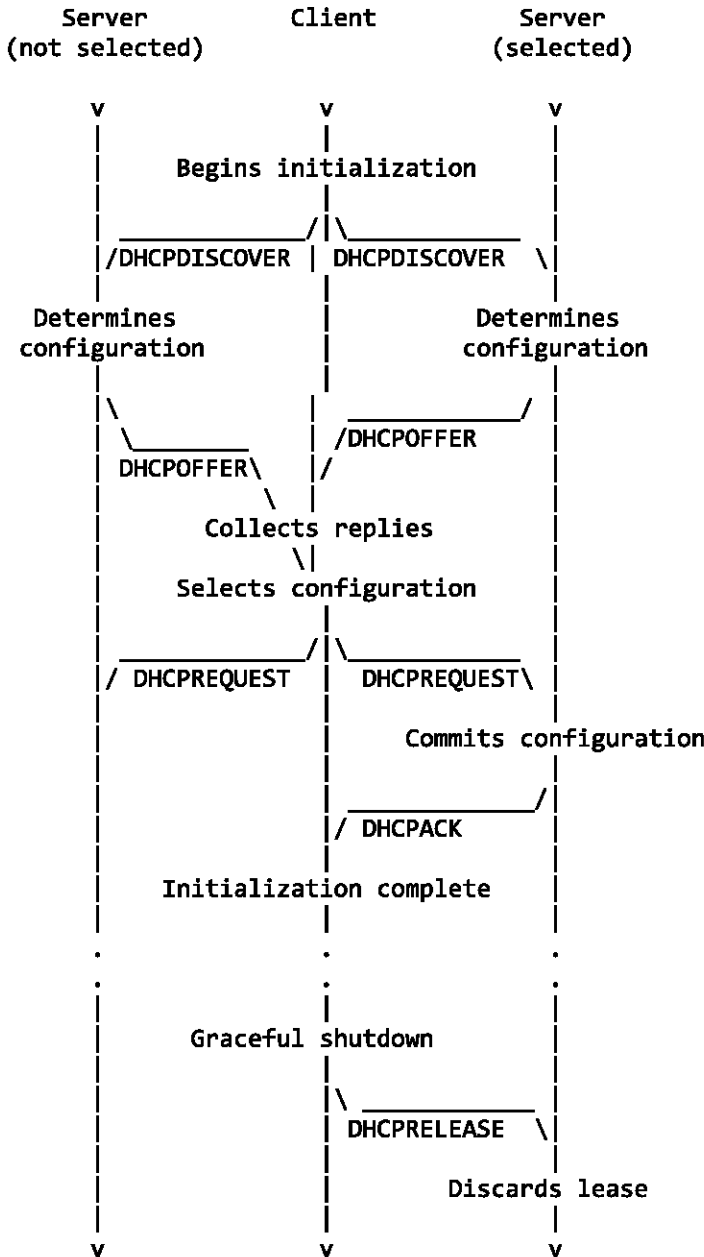 Server Client Server
(not selected) (selected)
v v v
Begins initialization
DHCPDISCOVER DHCPDISCOVER
Determines Determines
configuration configuration
DHCPOFFER
DHCPOFFER
Collects replies
Selects configuration
DHCPREQUEST DHCPREQUEST
Commits configuration
DHCPACK
Initialization complete
. . .
. . .
Graceful shutdown
DHCPRELEASE
Discards lease
v v v